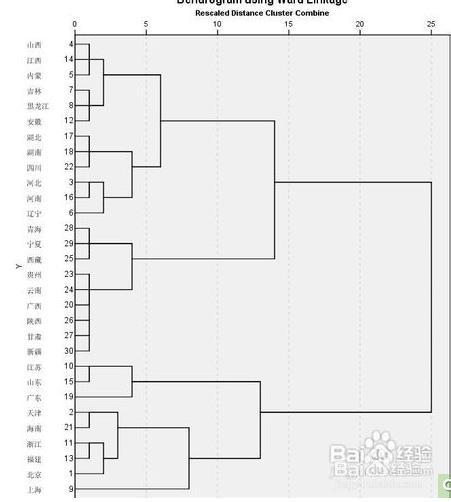 Dendrogram using Ward Linkage
Rescaled Distance Cluster Combine
0 5 10 15 20 25
山西 4
江西 14
内蒙 5
吉林 7
黑龙江 8
安徽 12
湖北 17
湖南 18
四川 22
河北 3
河南 16
辽宁 6
青海 28
宁夏 29
西藏 25
贵州 23
云南 24
广西 20
陕西 26
甘肃 27
新疆 30
江苏 10
山东 15
广东 19
天津 2
海南 21
浙江 11
福建 13
北京 1
上海 9
Y
Baidu 经验